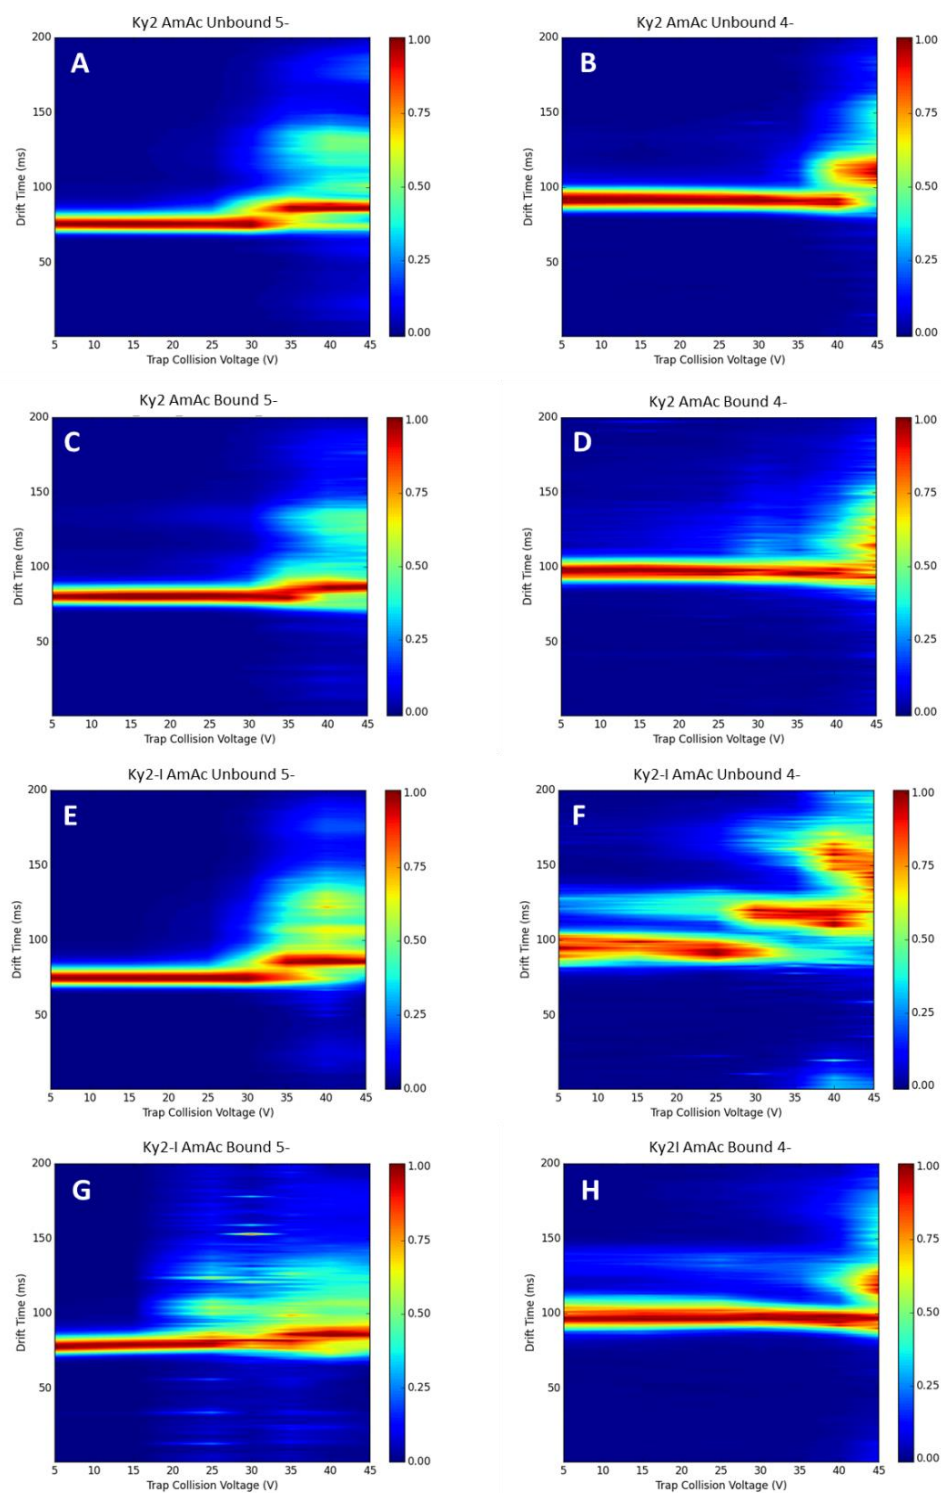 Ky2 AmAc Unbound 5-
A
200
150
100
50
Drift Time (ms)
5 10 15 20 25 30 35 40 45
Trap Collision Voltage (V)
1.00
0.75
0.50
0.25
0.00
Ky2 AmAc Unbound 4-
B
200
150
100
50
Drift Time (ms)
5 10 15 20 25 30 35 40 45
Trap Collision Voltage (V)
1.00
0.75
0.50
0.25
0.00
Ky2 AmAc Bound 5-
C
200
150
100
50
Drift Time (ms)
5 10 15 20 25 30 35 40 45
Trap Collision Voltage (V)
1.00
0.75
0.50
0.25
0.00
Ky2 AmAc Bound 4-
D
200
150
100
50
Drift Time (ms)
5 10 15 20 25 30 35 40 45
Trap Collision Voltage (V)
1.00
0.75
0.50
0.25
0.00
Ky2-I AmAc Unbound 5-
E
200
150
100
50
Drift Time (ms)
5 10 15 20 25 30 35 40 45
Trap Collision Voltage (V)
1.00
0.75
0.50
0.25
0.00
Ky2-I AmAc Unbound 4-
F
200
150
100
50
Drift Time (ms)
5 10 15 20 25 30 35 40 45
Trap Collision Voltage (V)
1.00
0.75
0.50
0.25
0.00
Ky2-I AmAc Bound 5-
G
200
150
100
50
Drift Time (ms)
5 10 15 20 25 30 35 40 45
Trap Collision Voltage (V)
1.00
0.75
0.50
0.25
0.00
Ky2I AmAc Bound 4-
H
200
150
100
50
Drift Time (ms)
5 10 15 20 25 30 35 40 45
Trap Collision Voltage (V)
1.00
0.75
0.50
0.25
0.00